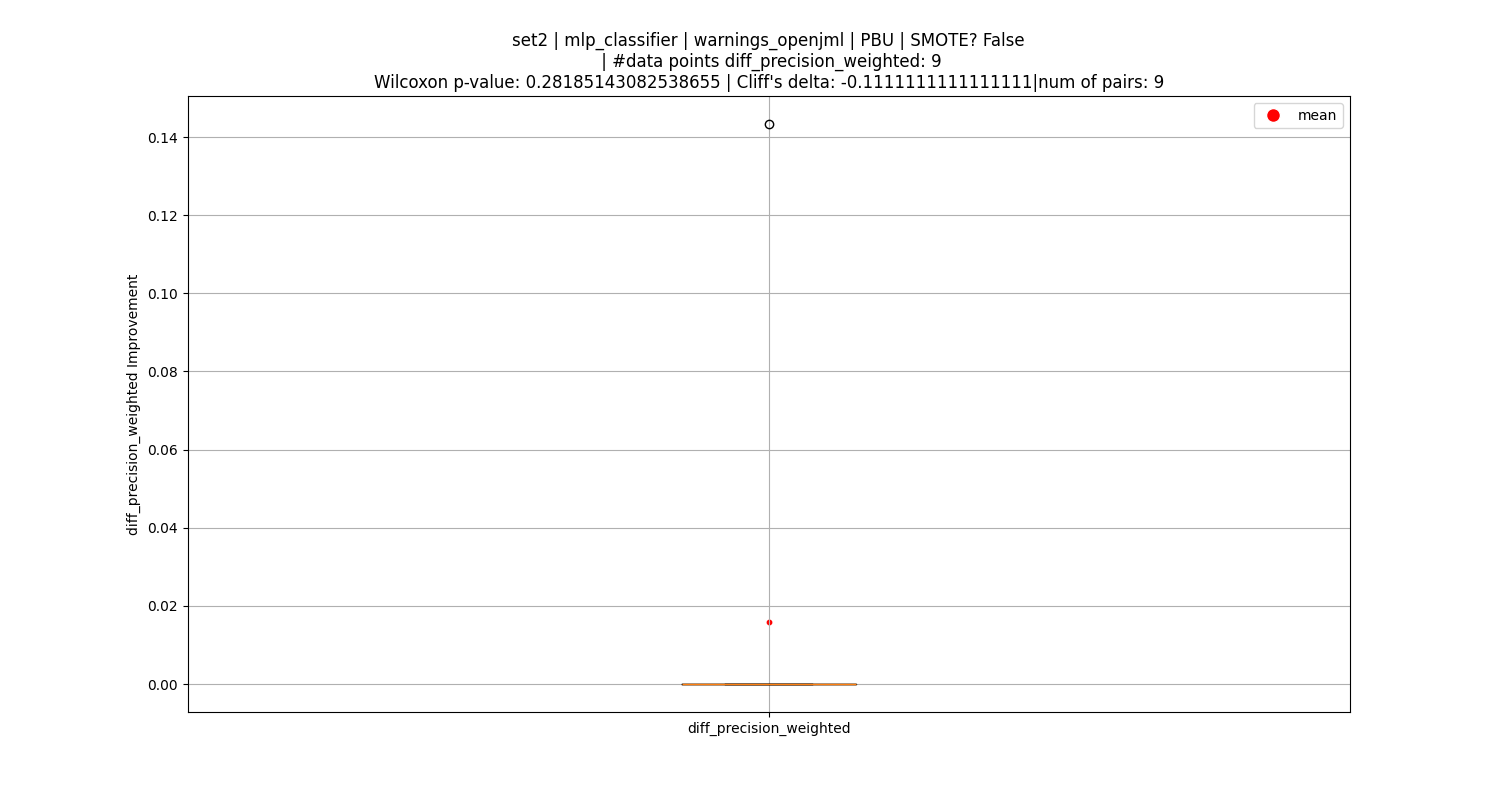 set2 | mlp_classifier | warnings_openjml | PBU | SMOTE? False
| #data points diff_precision_weighted: 9
Wilcoxon p-value: 0.28185143082538655 | Cliff's delta: -0.1111111111111111|num of pairs: 9
mean
0.14
0.12
0.10
0.08
0.06
0.04
0.02
0.00
diff_precision_weighted Improvement
diff_precision_weighted